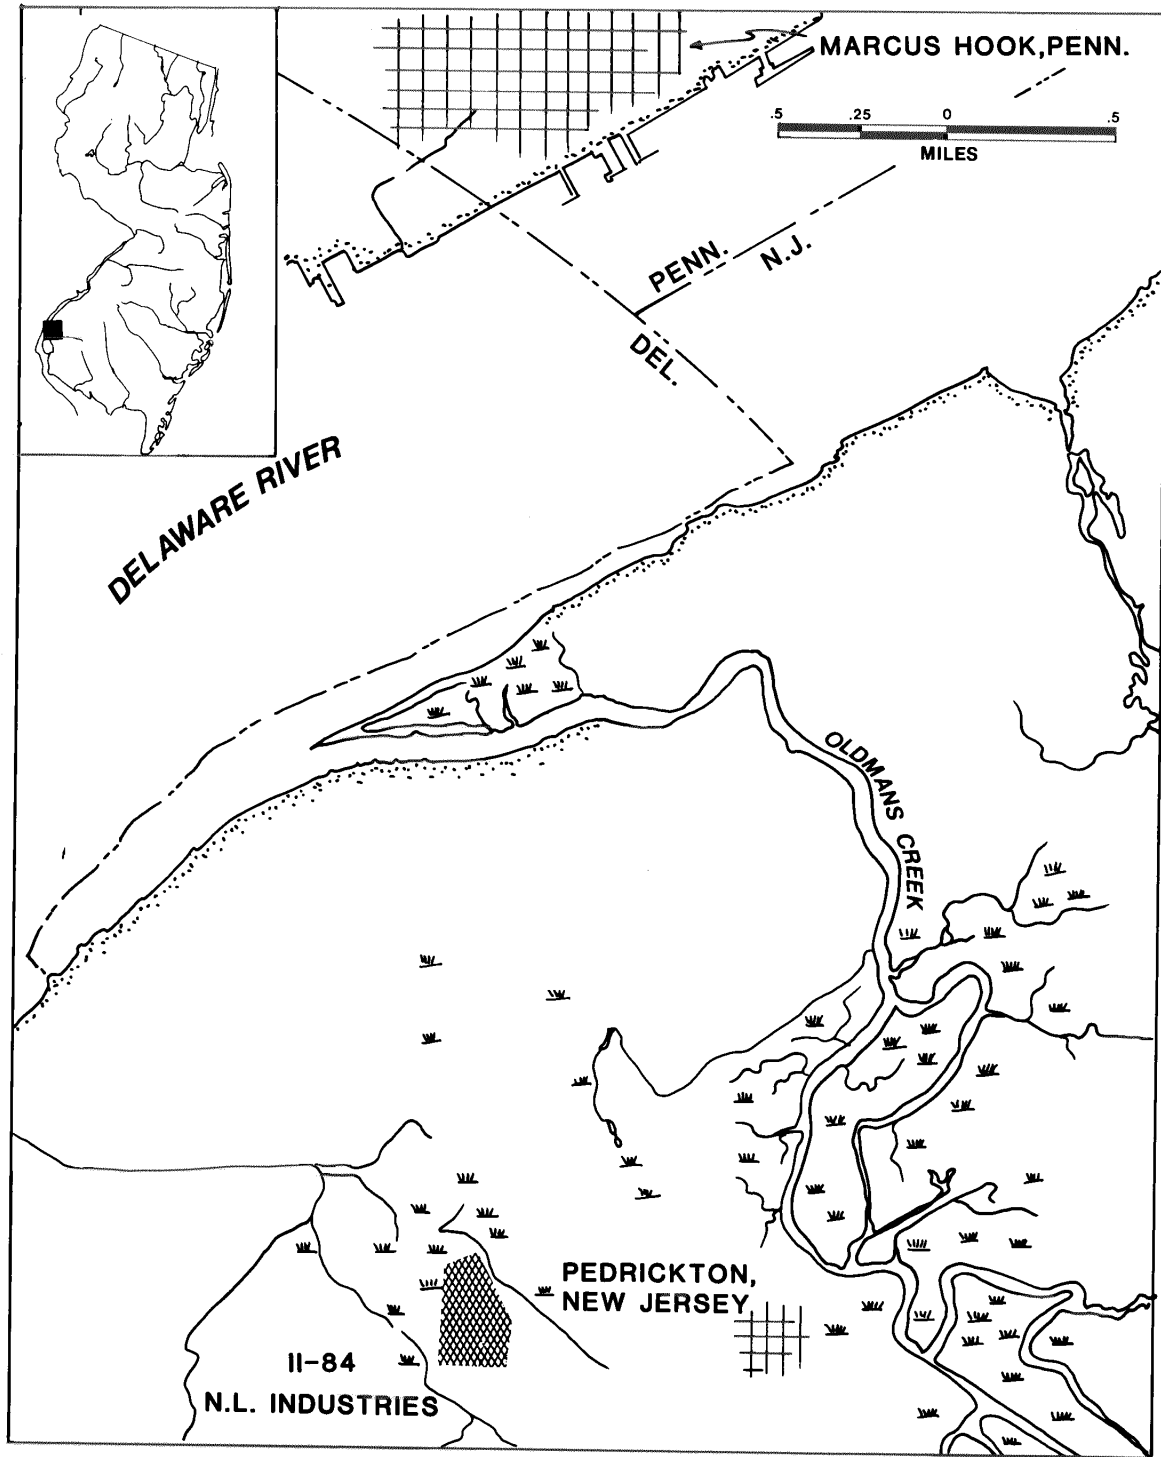 MARCUS HOOK, PENN.
.5 .25 0 .5
MILES
PENN.
N.J.
DEL.
DELAWARE RIVER
OLDMANS CREEK
PEDRICKTON,
NEW JERSEY
II-84
N.L. INDUSTRIES